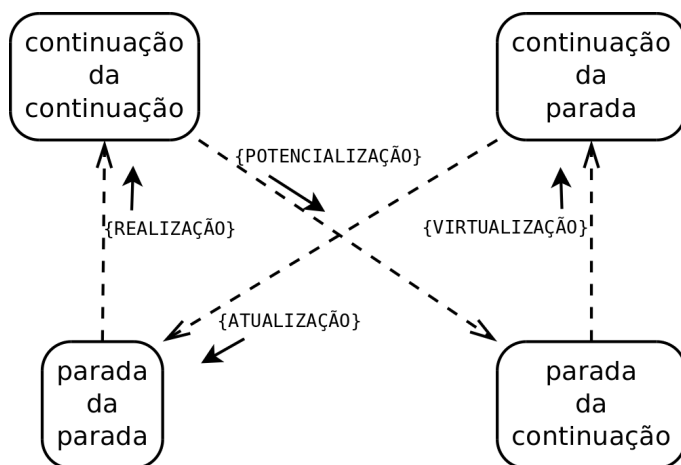 continuação
da
continuação
continuação
da
parada
{POTENCIALIZAÇÃO}
{REALIZAÇÃO}
{VIRTUALIZAÇÃO}
{ATUALIZAÇÃO}
parada
da
parada
parada
da
continuação